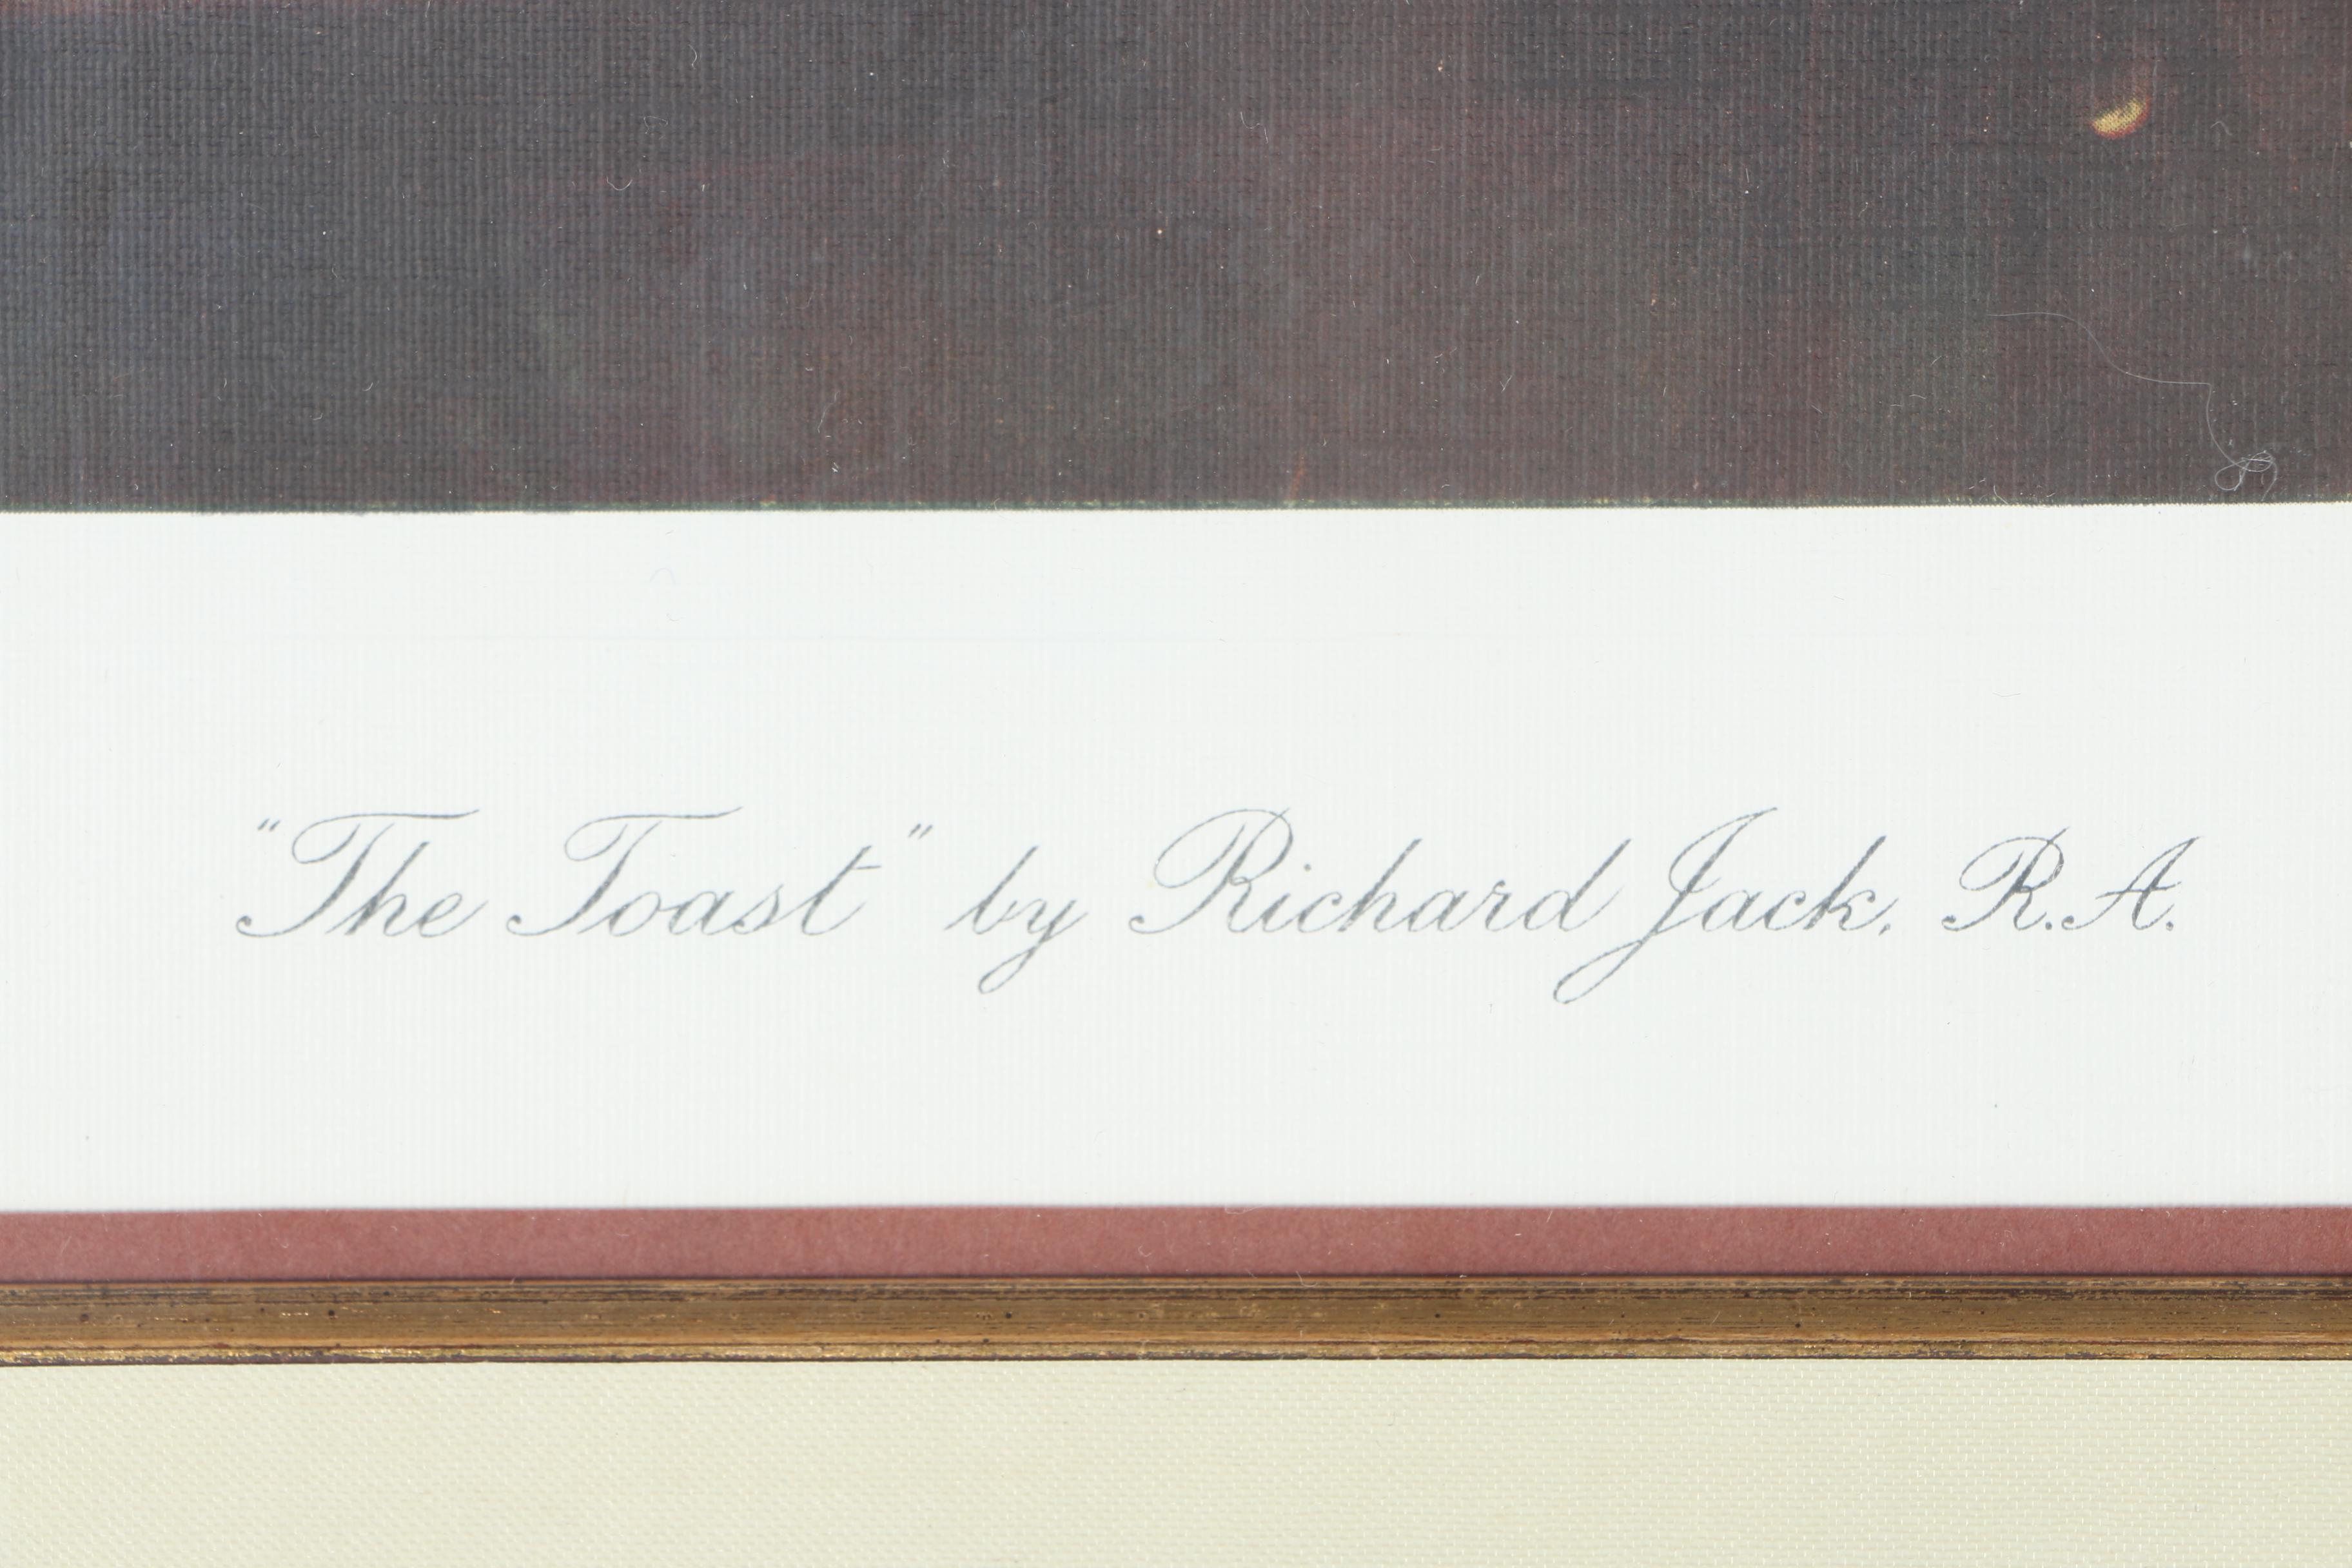 "The Toast" by Richard Jack. R.A.